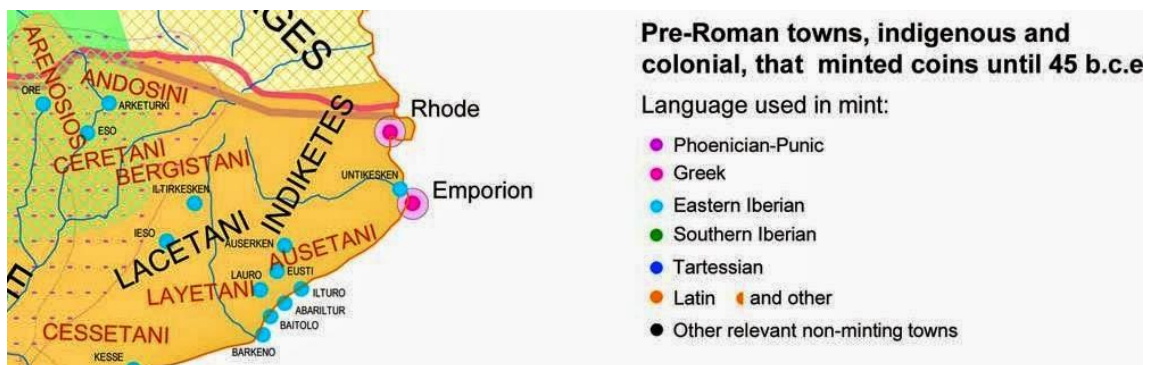 GES
ARENOSIOS
ANDOSINI
ORE
ARKETURKI
Rhode
ESO
CERETANI
BERGISTANI
INDIKETES
UNTIKESKEN
ILTIRKESKEN
Emporion
IESO
LACETANI
AUSERKEN
AUSETANI
LAURO
EUSTI
LAYETANI
ILTURO
ABARILTUR
BAITOLO
CESSETANI
BARKENO
KESSE
Pre-Roman towns, indigenous and
colonial, that minted coins until 45 b.c.e
Language used in mint:
Phoenician-Punic
Greek
Eastern Iberian
Southern Iberian
Tartessian
Latin and other
Other relevant non-minting towns